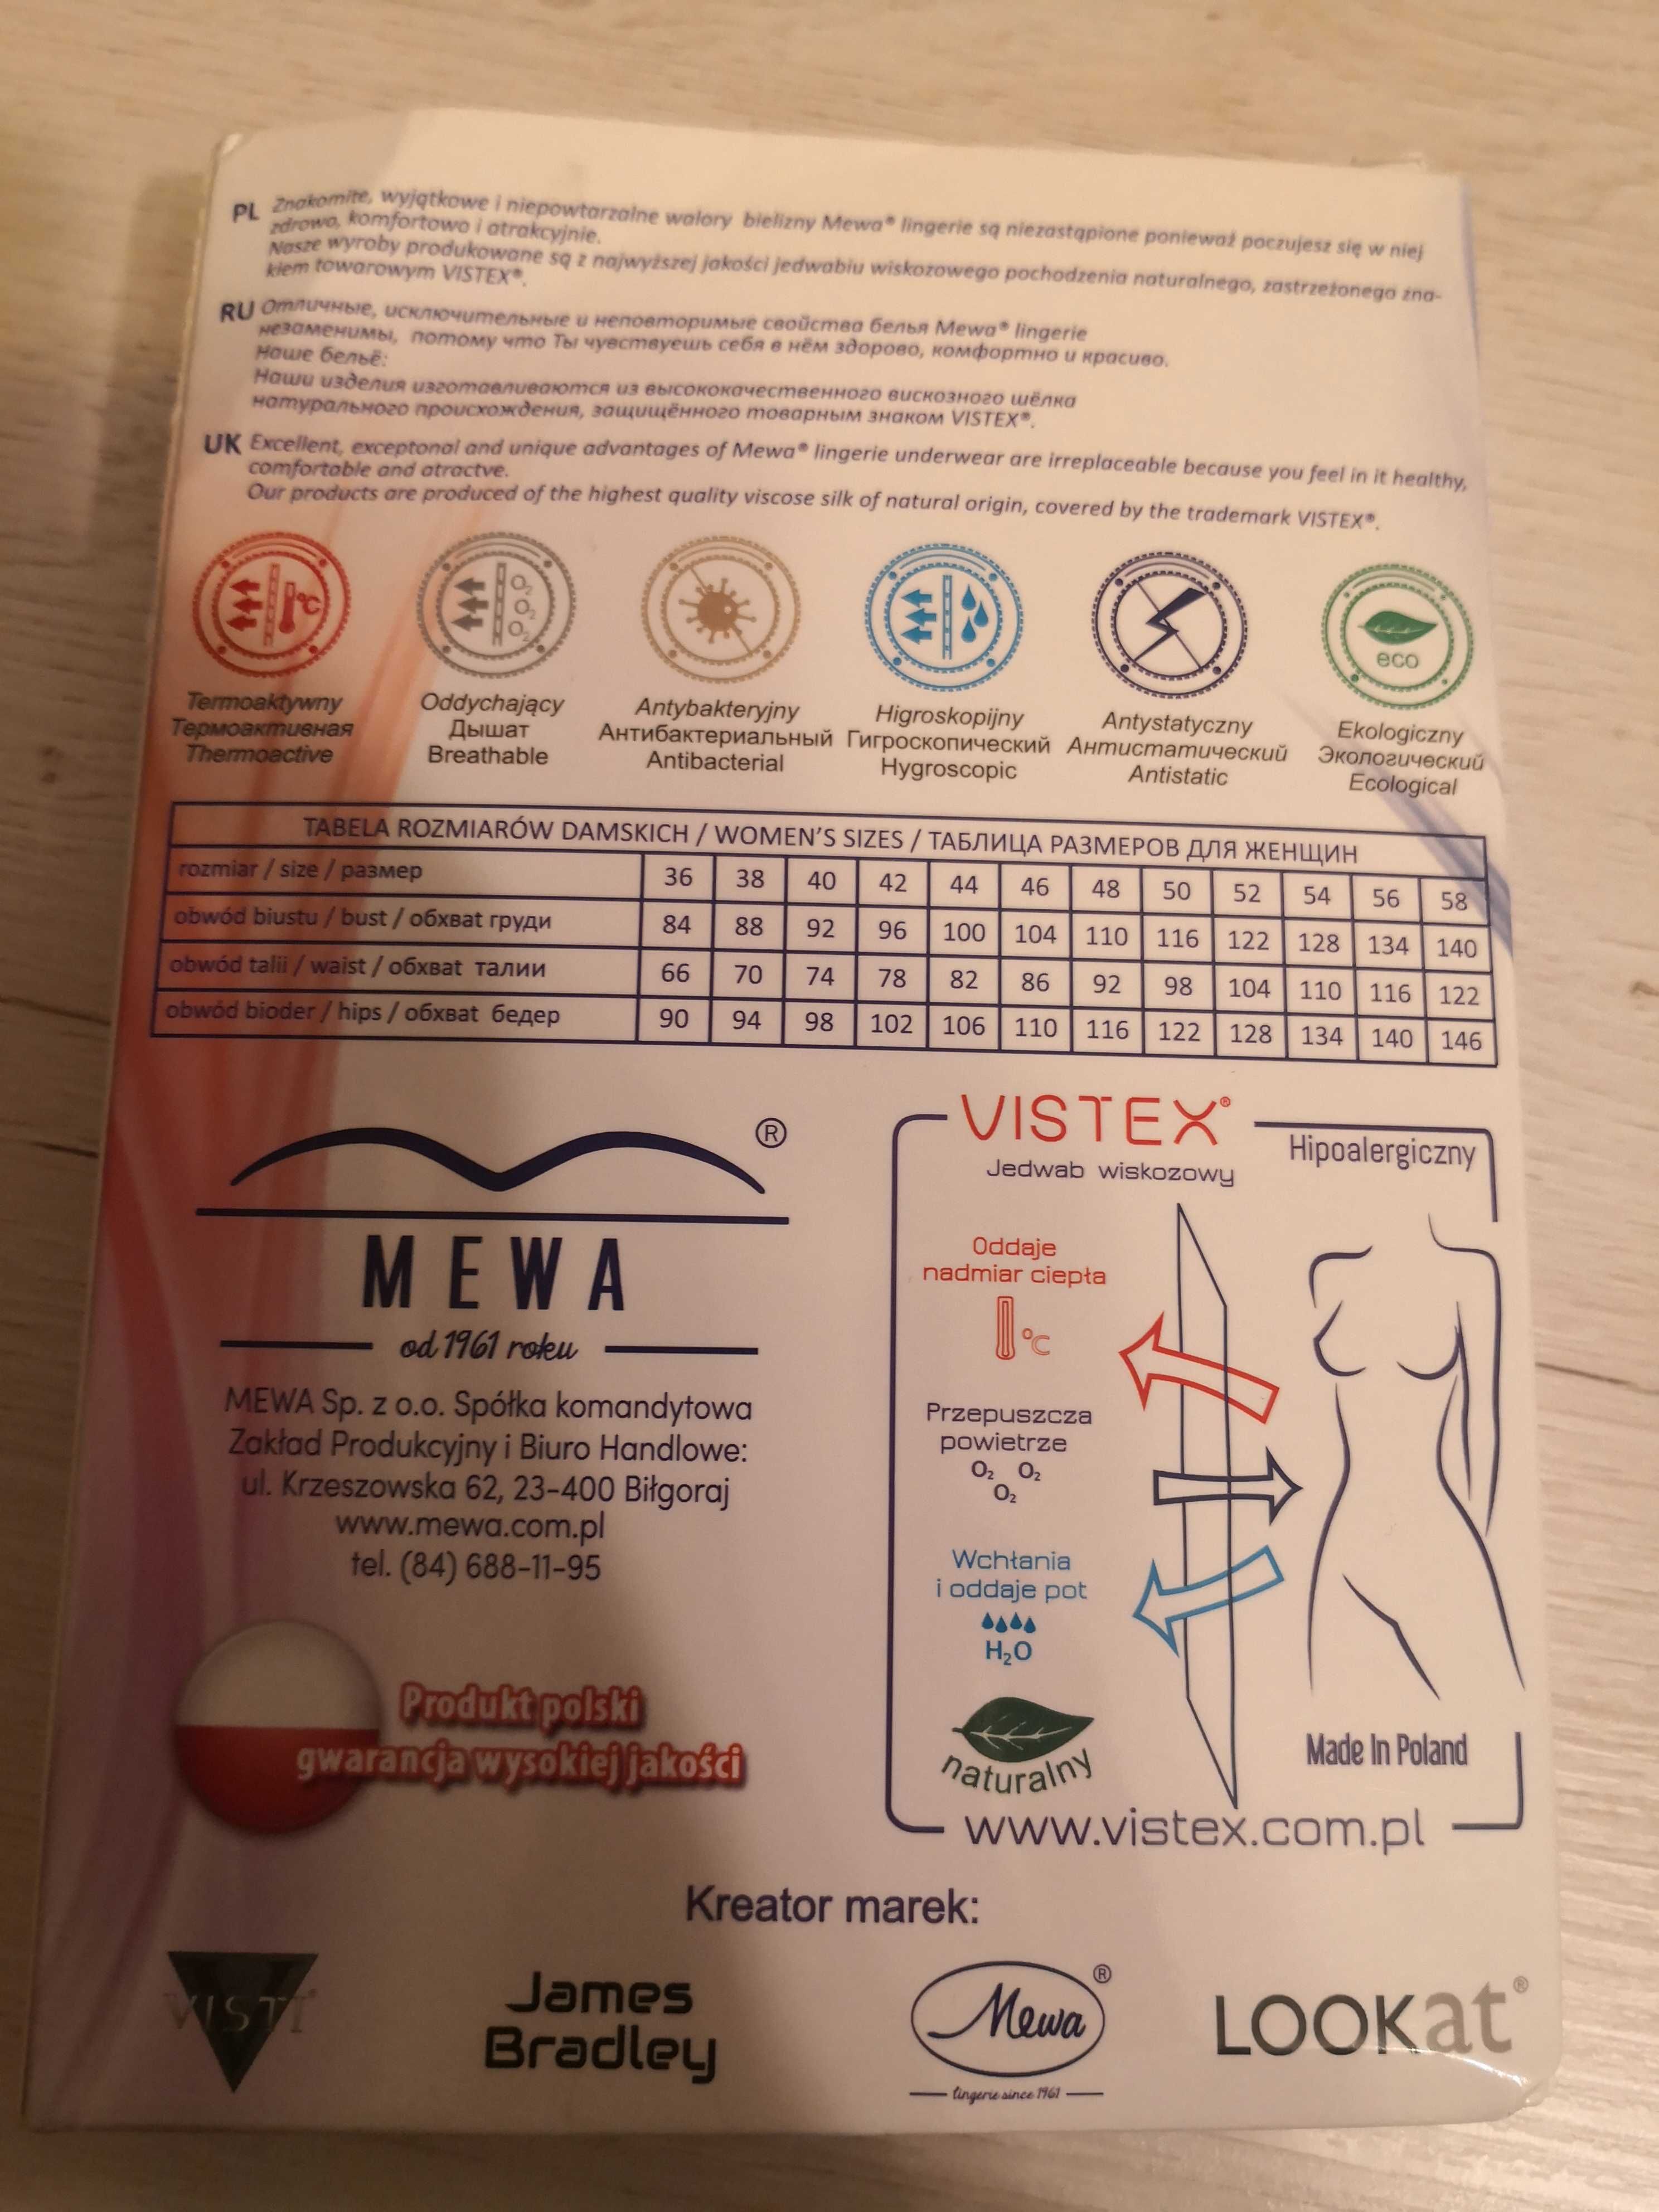 PL Znakomite, wyjątkowe i niepowtarzalne walory bielizny Mewa® lingerie są niezastąpione ponieważ poczujesz się w niej
zdrowo, komfortowo i atrakcyjnie.
Nasze wyroby produkowane są z najwyższej jakości jedwabiu wiskozowego pochodzenia naturalnego, zastrzeżonego zna-
kiem towarowym VISTEX®.
RU Отличные, исключительные и неповторимые свойства белья Mewa® lingerie
незаменимы, потому что Ты чувствуешь себя в нём здорово, комфортно и красиво.
Наше бельё:
Наши изделия изготавливаются из высококачественного вискозного шёлка
натурального происхождения, защищённого товарным знаком VISTEX®.
UK Excellent, exceptonal and unique advantages of Mewa® lingerie underwear are irreplaceable because you feel in it healthy,
comfortable and atractve.
Our products are produced of the highest quality viscose silk of natural origin, covered by the trademark VISTEX®.
°C
O₂
O₂
O₂
eco
Termoaktywny Oddychający Antybakteryjny Higroskopijny Antystatyczny Ekologiczny
Термоактивная Дышат Антибактериальный Гигроскопический Антистатический Экологический
Thermoactive Breathable Antibacterial Hygroscopic Antistatic Ecological
TABELA ROZMIARÓW DAMSKICH / WOMEN'S SIZES / ТАБЛИЦА РАЗМЕРОВ ДЛЯ ЖЕНЩИН
rozmiar / size / размер 36 38 40 42 44 46 48 50 52 54 56 58
obwód biustu / bust / обхват груди 84 88 92 96 100 104 110 116 122 128 134 140
obwód talii / waist / обхват талии 66 70 74 78 82 86 92 98 104 110 116 122
obwód bioder / hips / обхват бедер 90 94 98 102 106 110 116 122 128 134 140 146
®
MEWA
od 1961 roku
MEWA Sp. z o.o. Spółka komandytowa
Zakład Produkcyjny i Biuro Handlowe:
ul. Krzeszowska 62, 23-400 Biłgoraj
www.mewa.com.pl
tel. (84) 688-11-95
Produkt polski
gwarancja wysokiej jakości
VISTEX®
Jedwab wiskozowy
Hipoalergiczny
Oddaje
nadmiar ciepła
°C
Przepuszcza
powietrze
O₂ O₂
O₂
Wchłania
i oddaje pot
H₂O
naturalny
Made In Poland
www.vistex.com.pl
Kreator marek:
VISTI
James
Bradley
Mewa ®
lingerie since 1961
LOOKat®